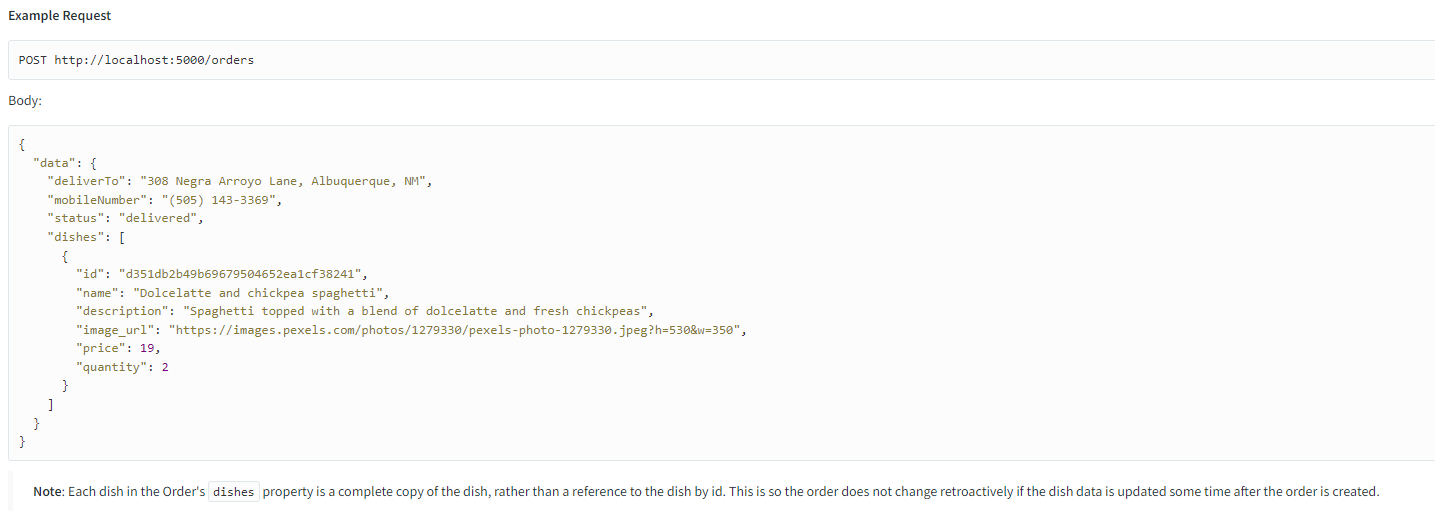 Example Request
POST http://localhost:5000/orders
Body:
{
  "data": {
    "deliverTo": "308 Negra Arroyo Lane, Albuquerque, NM",
    "mobileNumber": "(505) 143-3369",
    "status": "delivered",
    "dishes": [
      {
        "id": "d351db2b49b69679504652ea1cf38241",
        "name": "Dolcelatte and chickpea spaghetti",
        "description": "Spaghetti topped with a blend of dolcelatte and fresh chickpeas",
        "image_url": "https://images.pexels.com/photos/1279330/pexels-photo-1279330.jpeg?h=530&w=350",
        "price": 19,
        "quantity": 2
      }
    ]
  }
}
Note: Each dish in the Order's dishes property is a complete copy of the dish, rather than a reference to the dish by id. This is so the order does not change retroactively if the dish data is updated some time after the order is created.